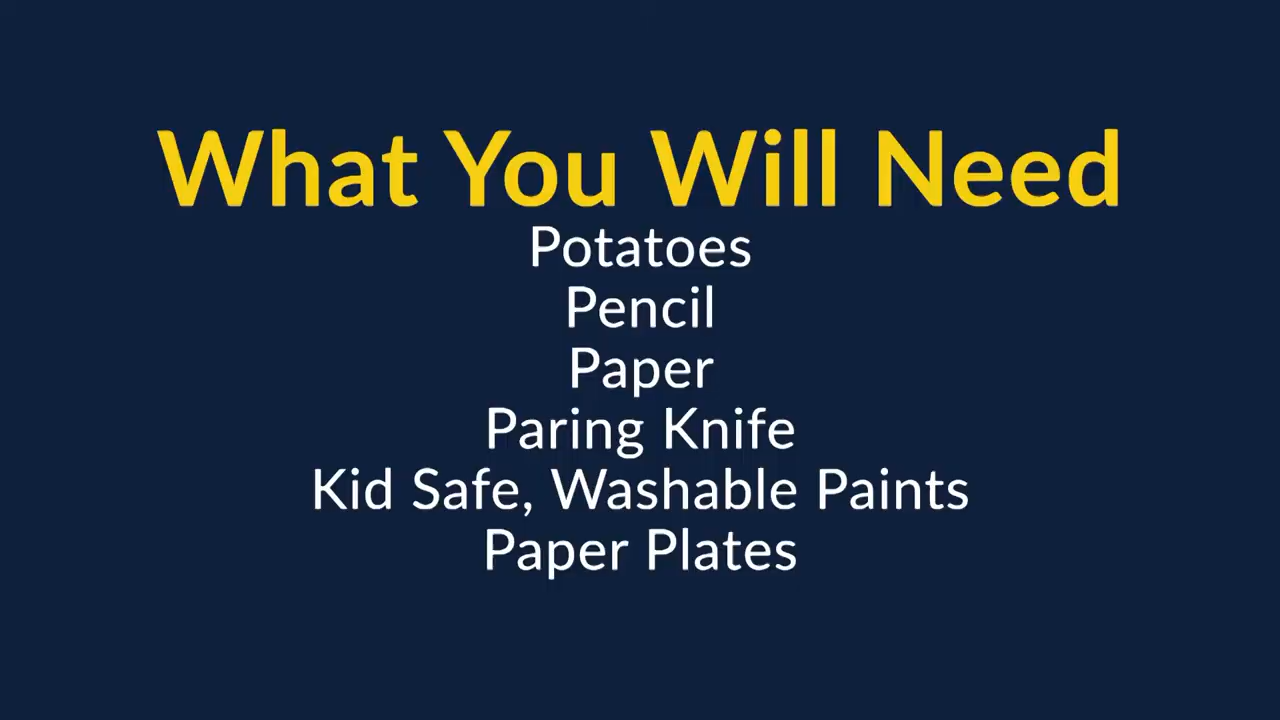 What You Will Need
Potatoes
Pencil
Paper
Paring Knife
Kid Safe, Washable Paints
Paper Plates